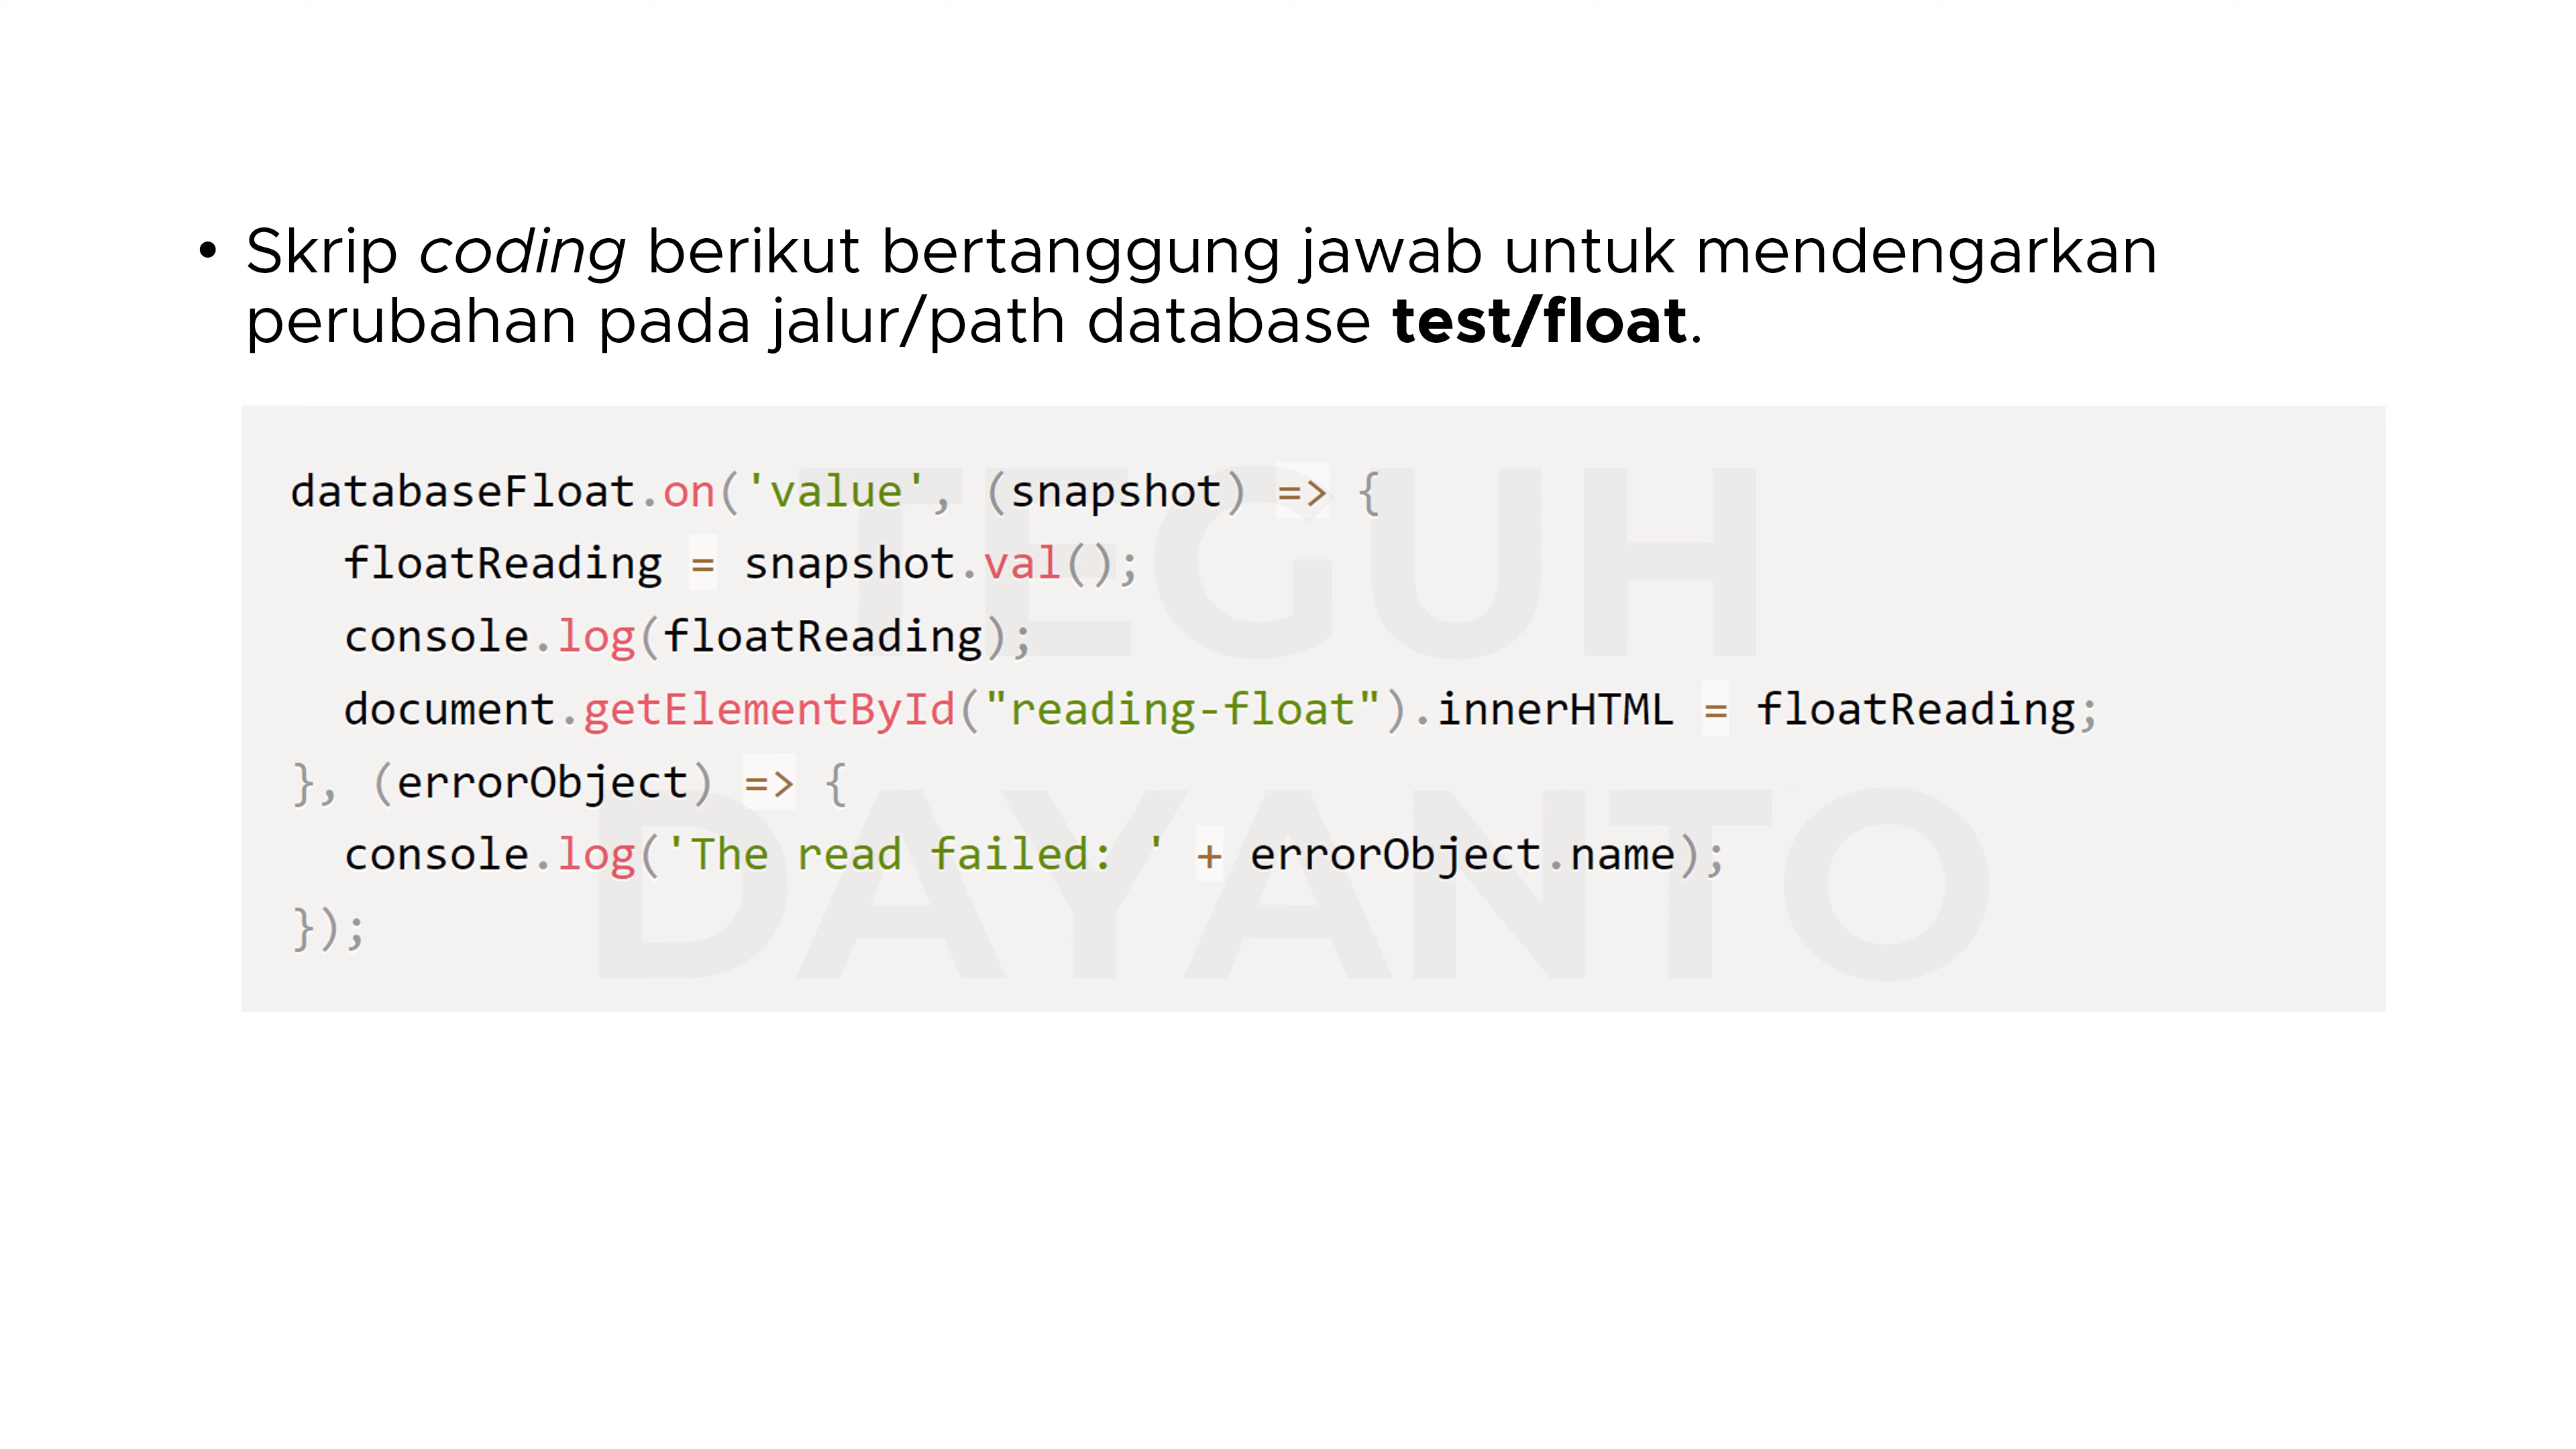 • Skrip coding berikut bertanggung jawab untuk mendengarkan
perubahan pada jalur/path database test/float.
TEGUH
DAYANTO
databaseFloat.on('value', (snapshot) => {
  floatReading = snapshot.val();
  console.log(floatReading);
  document.getElementById("reading-float").innerHTML = floatReading;
}, (errorObject) => {
  console.log('The read failed: ' + errorObject.name);
});